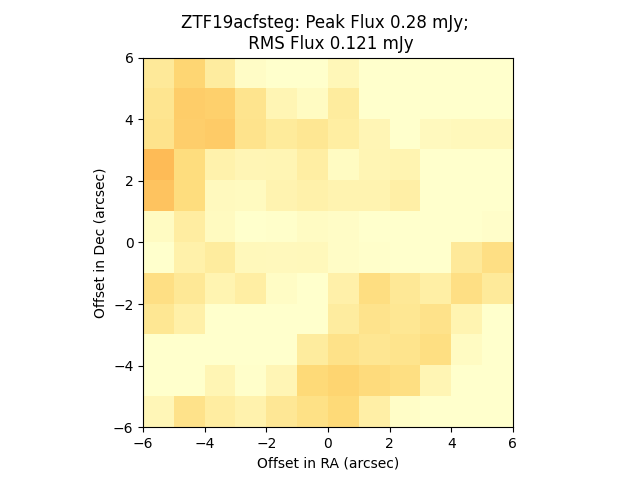 ZTF19acfsteg: Peak Flux 0.28 mJy;
RMS Flux 0.121 mJy
6
4
2
0
−2
−4
−6
Offset in Dec (arcsec)
−6 −4 −2 0 2 4 6
Offset in RA (arcsec)